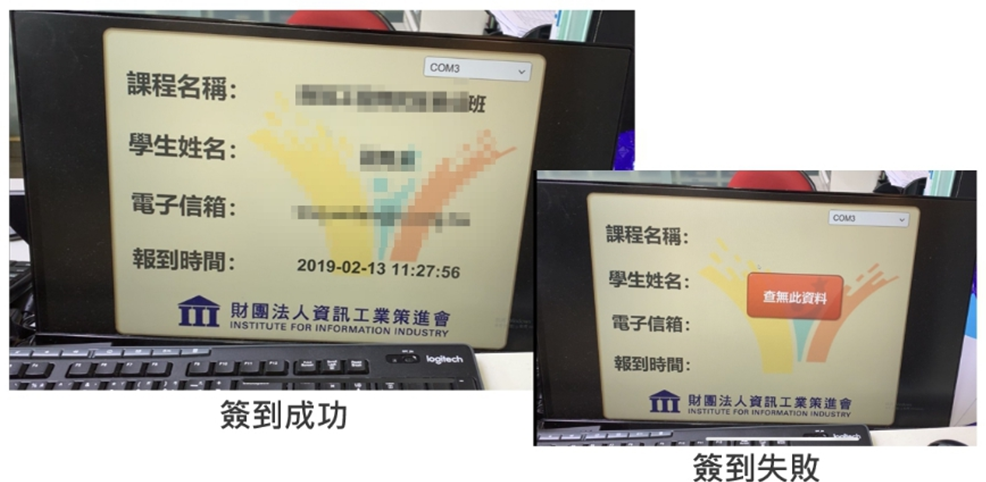 COM3
課程名稱：
班
學生姓名：
電子信箱：
報到時間： 2019-02-13 11:27:56
財團法人資訊工業策進會
INSTITUTE FOR INFORMATION INDUSTRY
logitech
簽到成功
COM3
課程名稱：
學生姓名：
查無此資料
電子信箱：
報到時間：
財團法人資訊工業策進會
INSTITUTE FOR INFORMATION INDUSTRY
logitech
簽到失敗